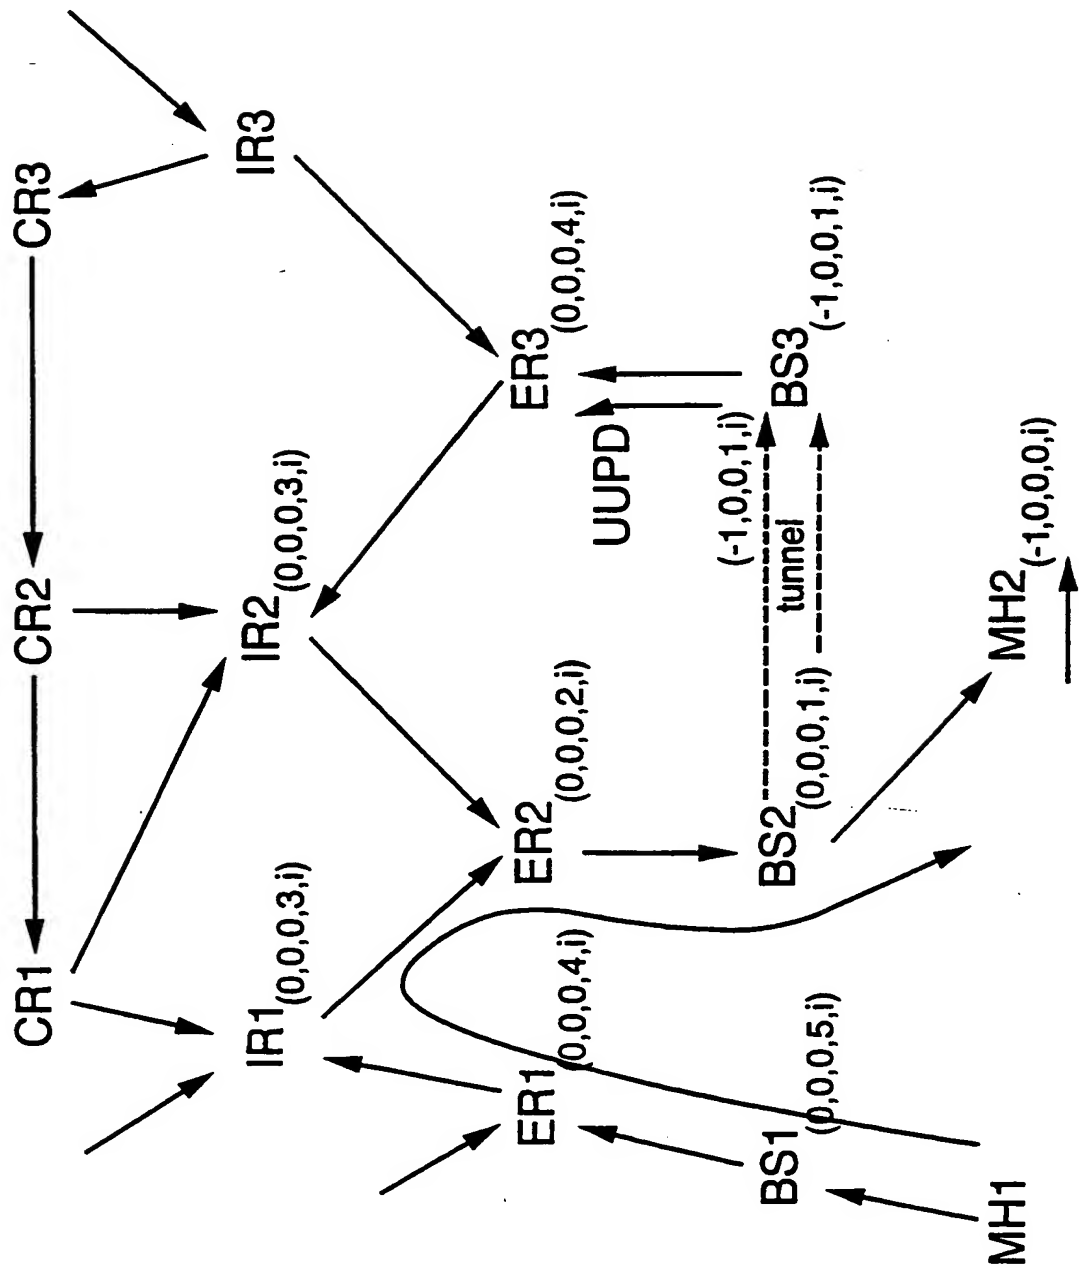 CR1
CR2
CR3
IR1(0,0,0,3,i)
IR2(0,0,0,3,i)
IR3
ER1(0,0,0,4,i)
ER2(0,0,0,2,i)
ER3(0,0,0,4,i)
UUPD
(-1,0,0,1,i)
BS1(0,0,0,5,i)
BS2(0,0,0,1,i)
tunnel
BS3(-1,0,0,1,i)
MH1
MH2(-1,0,0,0,i)